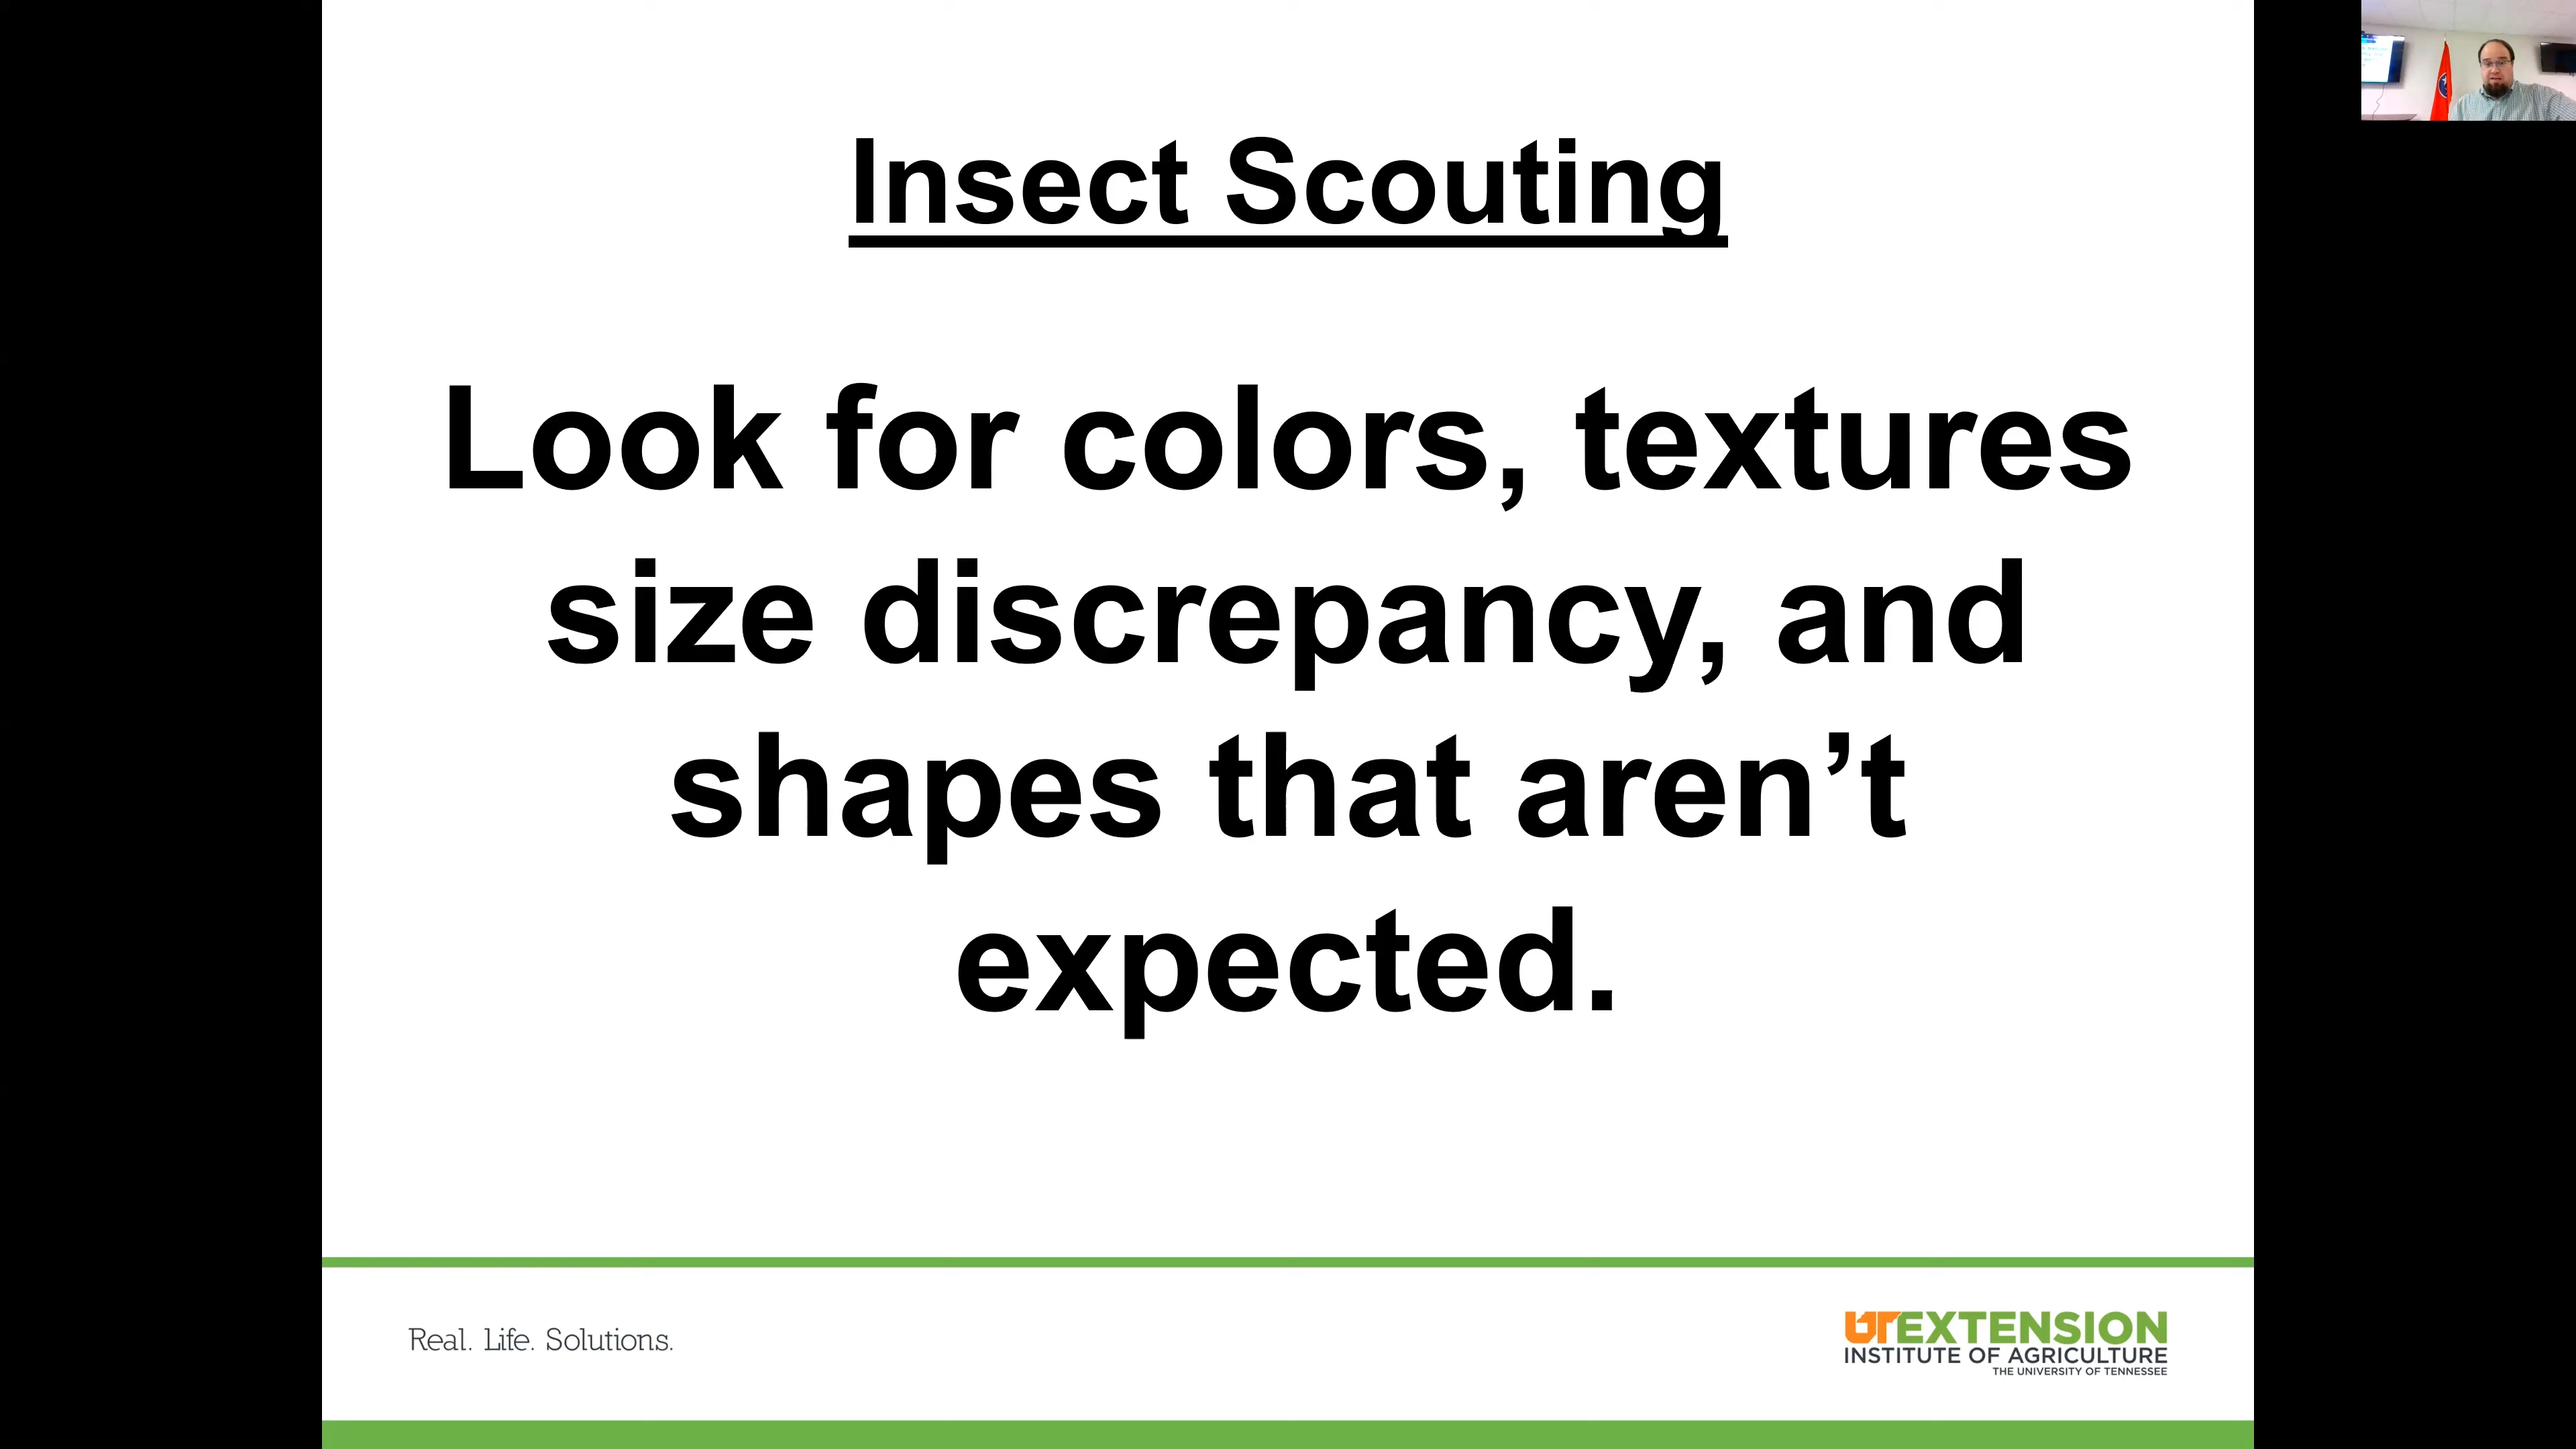 Insect Scouting
Look for colors, textures
size discrepancy, and
shapes that aren’t
expected.
Real. Life. Solutions.
UTEXTENSION
INSTITUTE OF AGRICULTURE
THE UNIVERSITY OF TENNESSEE